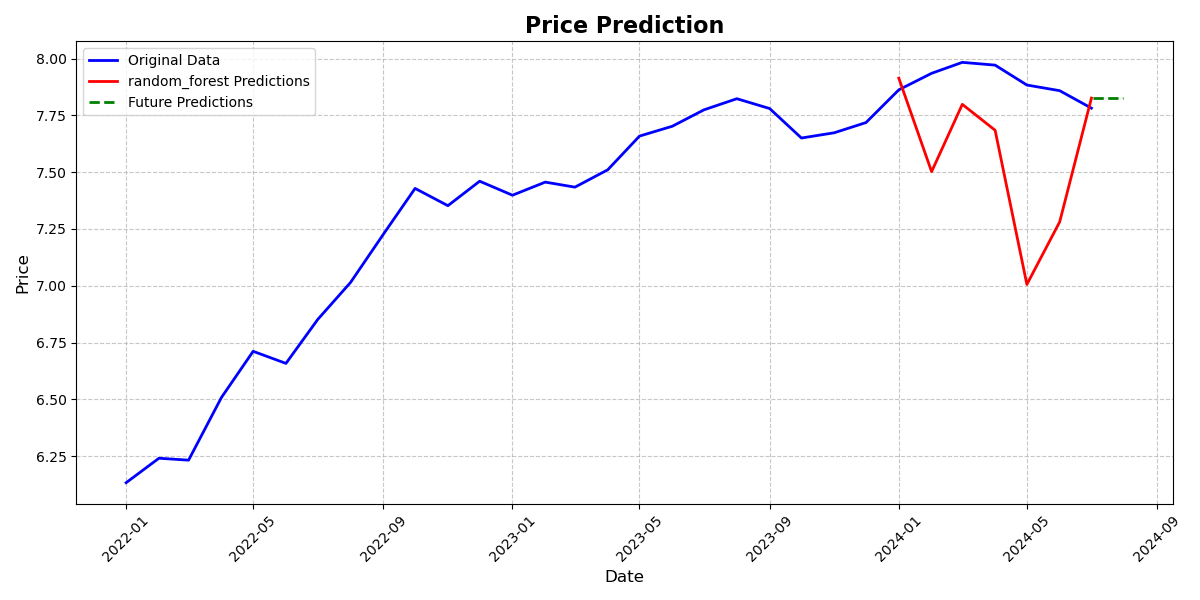 Price Prediction
Original Data
random_forest Predictions
Future Predictions
Price
8.00
7.75
7.50
7.25
7.00
6.75
6.50
6.25
2022-01
2022-05
2022-09
2023-01
2023-05
2023-09
2024-01
2024-05
2024-09
Date